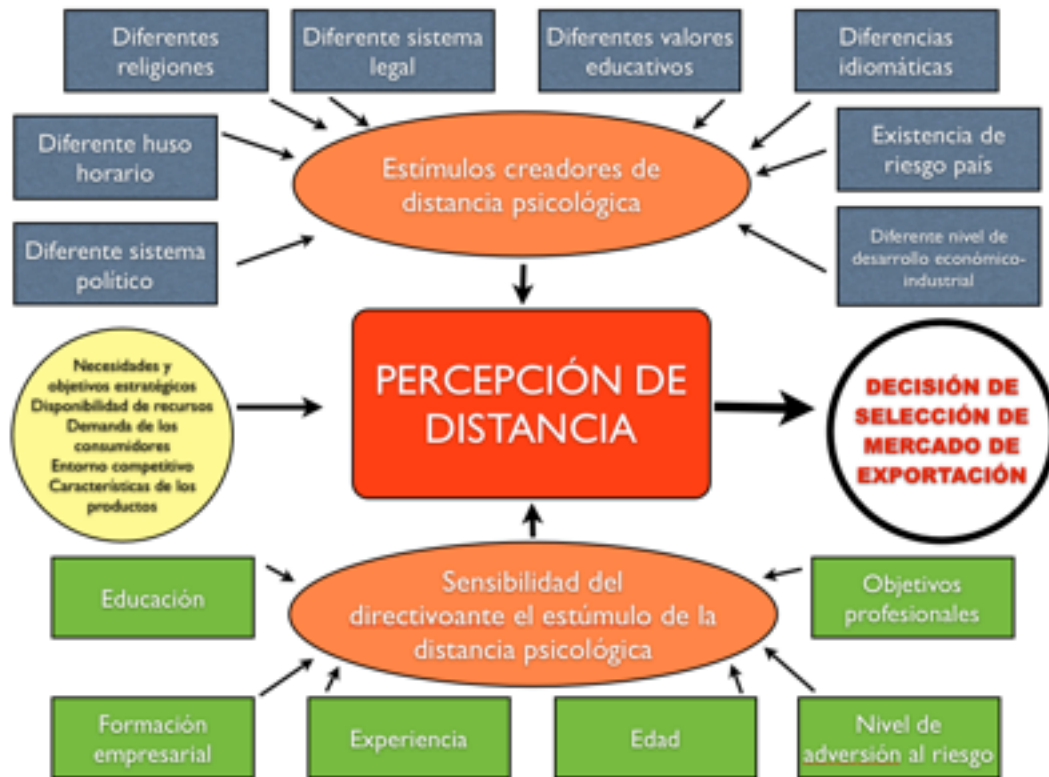 Diferentes
religiones
Diferente sistema
legal
Diferentes valores
educativos
Diferencias
idiomáticas
Diferente huso
horario
Estímulos creadores de
distancia psicológica
Existencia de
riesgo país
Diferente sistema
político
Diferente nivel de
desarrollo económico-
industrial
Necesidades y
objetivos estratégicos
Disponibilidad de recursos
Demanda de los
consumidores
Entorno competitivo
Características de los
productos
PERCEPCIÓN DE
DISTANCIA
DECISIÓN DE
SELECCIÓN DE
MERCADO DE
EXPORTACIÓN
Educación
Sensibilidad del
directivoante el estúmulo de la
distancia psicológica
Objetivos
profesionales
Formación
empresarial
Experiencia
Edad
Nivel de
adversión al riesgo